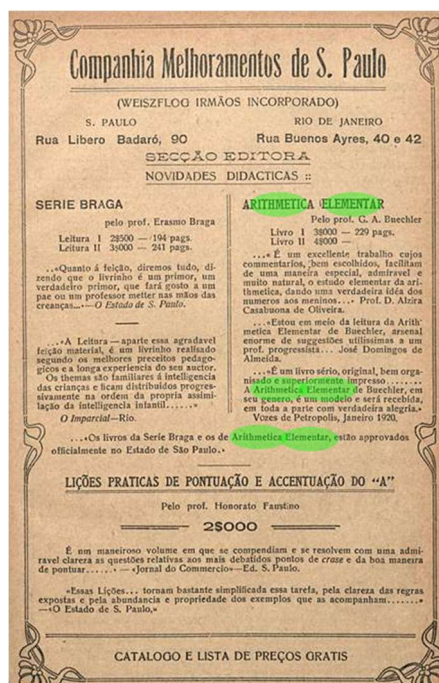 Companhia Melhoramentos de S. Paulo
(WEISZFLOG IRMÃOS INCORPORADO)
S. PAULO
Rua Libero Badaró, 90
RIO DE JANEIRO
Rua Buenos Ayres, 40 e 42
SECÇÃO EDITORA
NOVIDADES DIDACTICAS ::
SERIE BRAGA
pelo prof. Erasmo Braga
Leitura I 2$500 — 194 pags.
Leitura II 3$000 — 241 pags.
...«Quanto á feição, diremos tudo, di-
zendo que o livrinho é um primor, um
verdadeiro primor, que fará gosto a um
pae ou um professor metter nas mãos das
creanças...»—O Estado de S. Paulo.
....«A Leitura — aparte essa agradavel
feição material, é um livrinho realisado
segundo os melhores preceitos pedago-
gicos e a longa experiencia do seu auctor.
Os themas são familiares á intelligencia
das crianças e ficam distribuidos progres-
sivamente na ordem da propria assimi-
lação da intelligencia infantil......»
O Imparcial—Rio.
ARITHMETICA ELEMENTAR
Pelo prof. G. A. Buechler
Livro I 3$000 — 229 pags.
Livro II 4$000 —
...« É um excellente trabalho cujos
commentarios, bem escolhidos, facilitam
de uma maneira especial, admiravel e
muito natural, o estudo elementar da ari-
thmetica, dando uma verdadeira idéa dos
numeros aos meninos... · Prof. D. Alzira
Casabuona de Oliveira.
...«Estou em meio da leitura da Arith'
metica Elementar de Buechler, arsenal
enorme de suggestões utilissimas a um
prof. progressista... José Domingos de
Almeida.
...«É um livro sério, original, bem orga-
nisado e superiormente impresso......
A Arithmetica Elementar de Buechler, em
seu genero, é um modelo e será recebida,
em toda a parte com verdadeira alegria.»
Vozes de Petropolis, Janeiro 1920.
...«Os livros da Serie Braga e os de Arithmetica Elementar, estão approvados
officialmente no Estado de São Paulo.»
LIÇÕES PRATICAS DE PONTUAÇÃO E ACCENTUAÇÃO DO “A”
Pelo prof. Honorato Faustino
2$000
É um maneiroso volume em que se compendiam e se resolvem com uma admi-
ravel clareza as questões relativas aos mais debatidos pontos de crase e da boa maneira
de pontuar......» — «Jornal do Commercio»—Ed. S. Paulo.
«Essas Lições... tornam bastante simplificada essa tarefa, pela clareza das regras
expostas e pela abundancia e propriedade dos exemplos que as acompanham.......»
—«O Estado de S. Paulo,»
CATALOGO E LISTA DE PREÇOS GRATIS